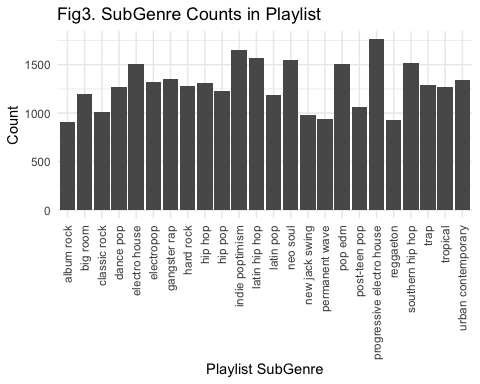 Fig3. SubGenre Counts in Playlist
Count
1500
1000
500
0
album rock
big room
classic rock
dance pop
electro house
electropop
gangster rap
hard rock
hip hop
hip pop
indie poptimism
latin hip hop
latin pop
neo soul
new jack swing
permanent wave
pop edm
post-teen pop
progressive electro house
reggaeton
southern hip hop
trap
tropical
urban contemporary
Playlist SubGenre